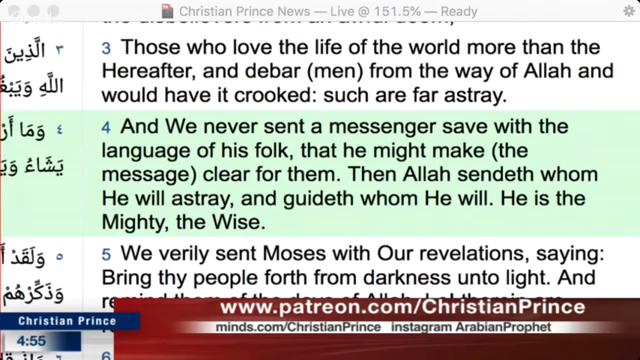 Christian Prince News — Live @ 151.5% — Ready
3 Those who love the life of the world more than the
Hereafter, and debar (men) from the way of Allah and
would have it crooked: such are far astray.
4 And We never sent a messenger save with the
language of his folk, that he might make (the
message) clear for them. Then Allah sendeth whom
He will astray, and guideth whom He will. He is the
Mighty, the Wise.
5 We verily sent Moses with Our revelations, saying:
Bring thy people forth from darkness unto light. And
٣ الَّذِينَ
اللَّهِ
٤ وَمَا
يَشَاءُ
٥ وَلَقَدْ
وَذَكِّرْهُمْ
www.patreon.com/ChristianPrince
minds.com/ChristianPrince instagram ArabianProphet
Christian Prince
4:55
6